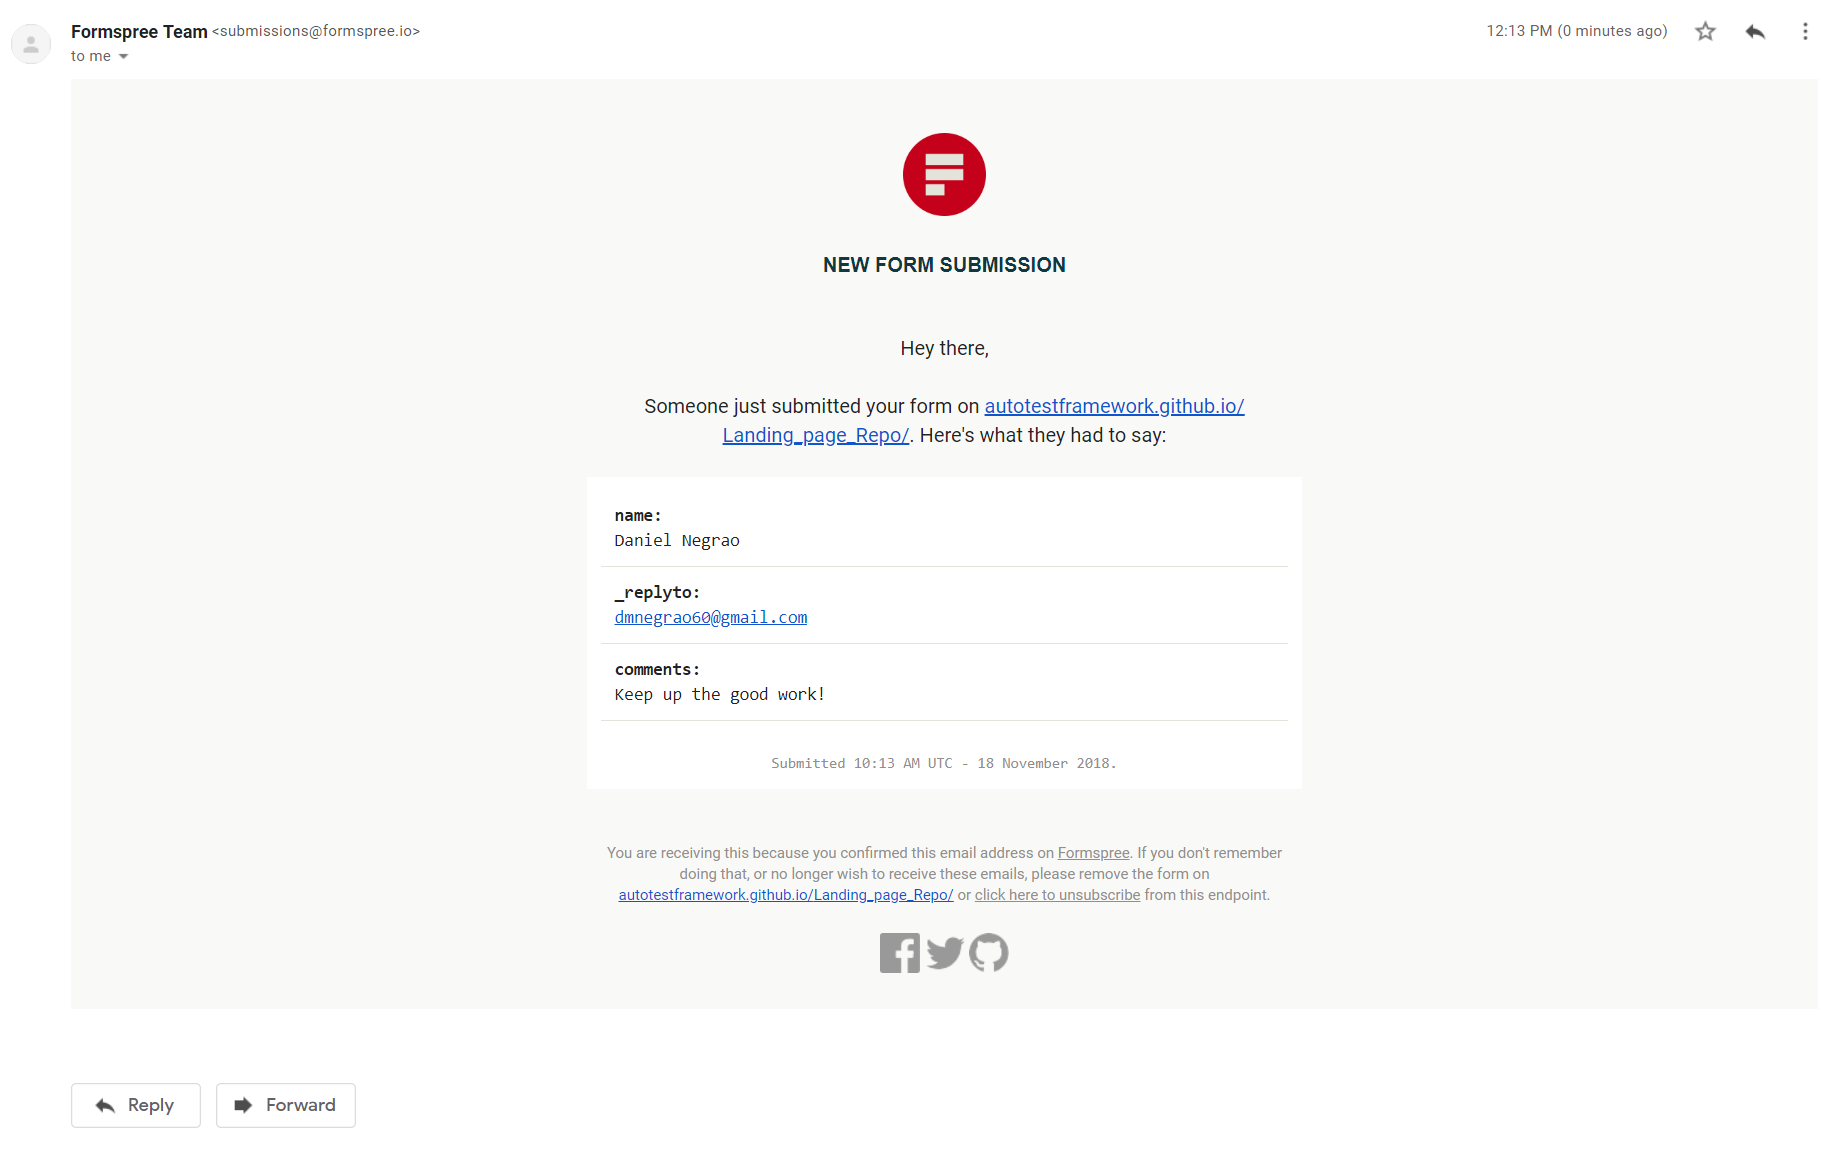 Formspree Team <submissions@formspree.io>
12:13 PM (0 minutes ago)
to me
NEW FORM SUBMISSION
Hey there,
Someone just submitted your form on autotestframework.github.io/
Landing_page_Repo/. Here's what they had to say:
name:
Daniel Negrao
_replyto:
dmnegrao60@gmail.com
comments:
Keep up the good work!
Submitted 10:13 AM UTC - 18 November 2018.
You are receiving this because you confirmed this email address on Formspree. If you don't remember
doing that, or no longer wish to receive these emails, please remove the form on
autotestframework.github.io/Landing_page_Repo/ or click here to unsubscribe from this endpoint.
Reply
Forward